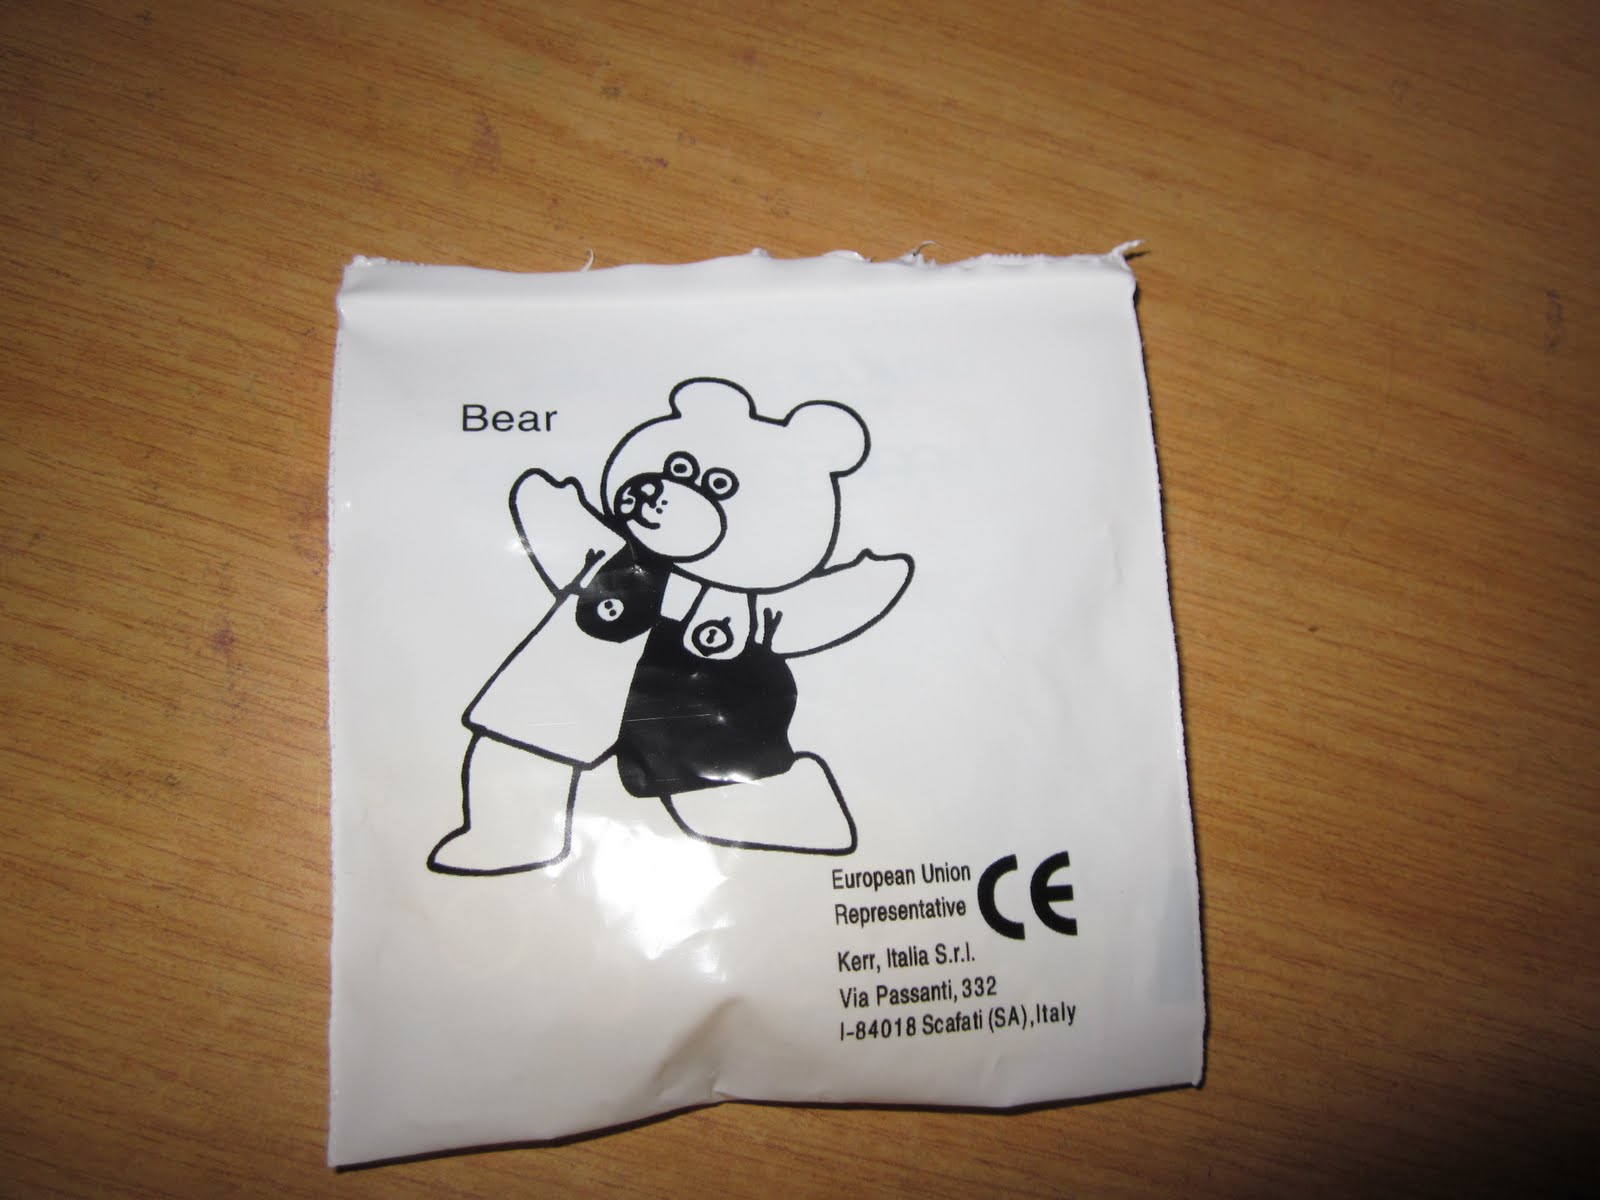 Bear
European Union
Representative
CE
Kerr, Italia S.r.l.
Via Passanti, 332
I-84018 Scafati (SA), Italy